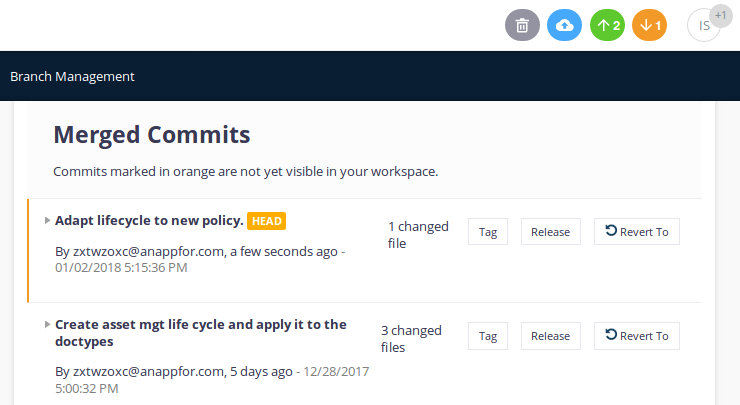 2 1 IS +1
Branch Management
Merged Commits
Commits marked in orange are not yet visible in your workspace.
Adapt lifecycle to new policy. HEAD
1 changed
file
Tag Release Revert To
By zxtwzoxc@anappfor.com, a few seconds ago -
01/02/2018 5:15:36 PM
Create asset mgt life cycle and apply it to the
doctypes
3 changed
files
Tag Release Revert To
By zxtwzoxc@anappfor.com, 5 days ago - 12/28/2017
5:00:32 PM